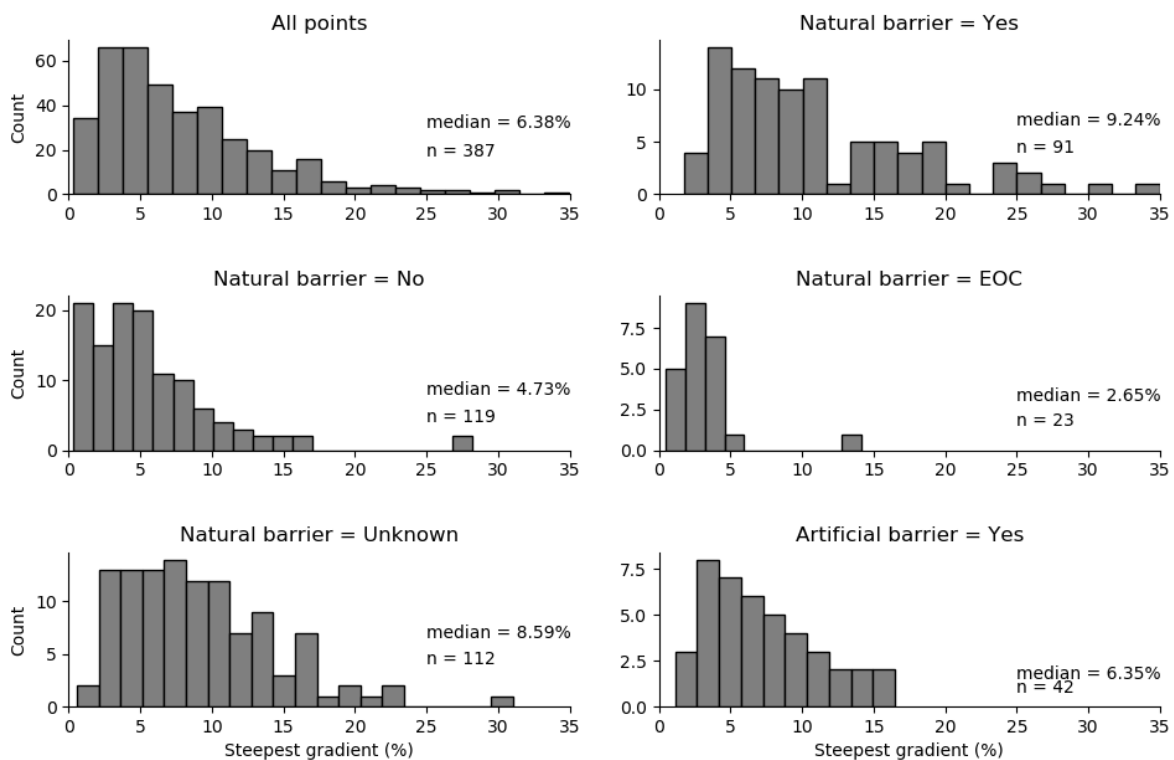 All points
60
40
20
0
Count
median = 6.38%
n = 387
0 5 10 15 20 25 30 35
Natural barrier = Yes
10
5
0
median = 9.24%
n = 91
0 5 10 15 20 25 30 35
Natural barrier = No
20
10
0
Count
median = 4.73%
n = 119
0 5 10 15 20 25 30 35
Natural barrier = EOC
7.5
5.0
2.5
0.0
median = 2.65%
n = 23
0 5 10 15 20 25 30 35
Natural barrier = Unknown
10
5
0
Count
median = 8.59%
n = 112
0 5 10 15 20 25 30 35
Steepest gradient (%)
Artificial barrier = Yes
7.5
5.0
2.5
0.0
median = 6.35%
n = 42
0 5 10 15 20 25 30 35
Steepest gradient (%)